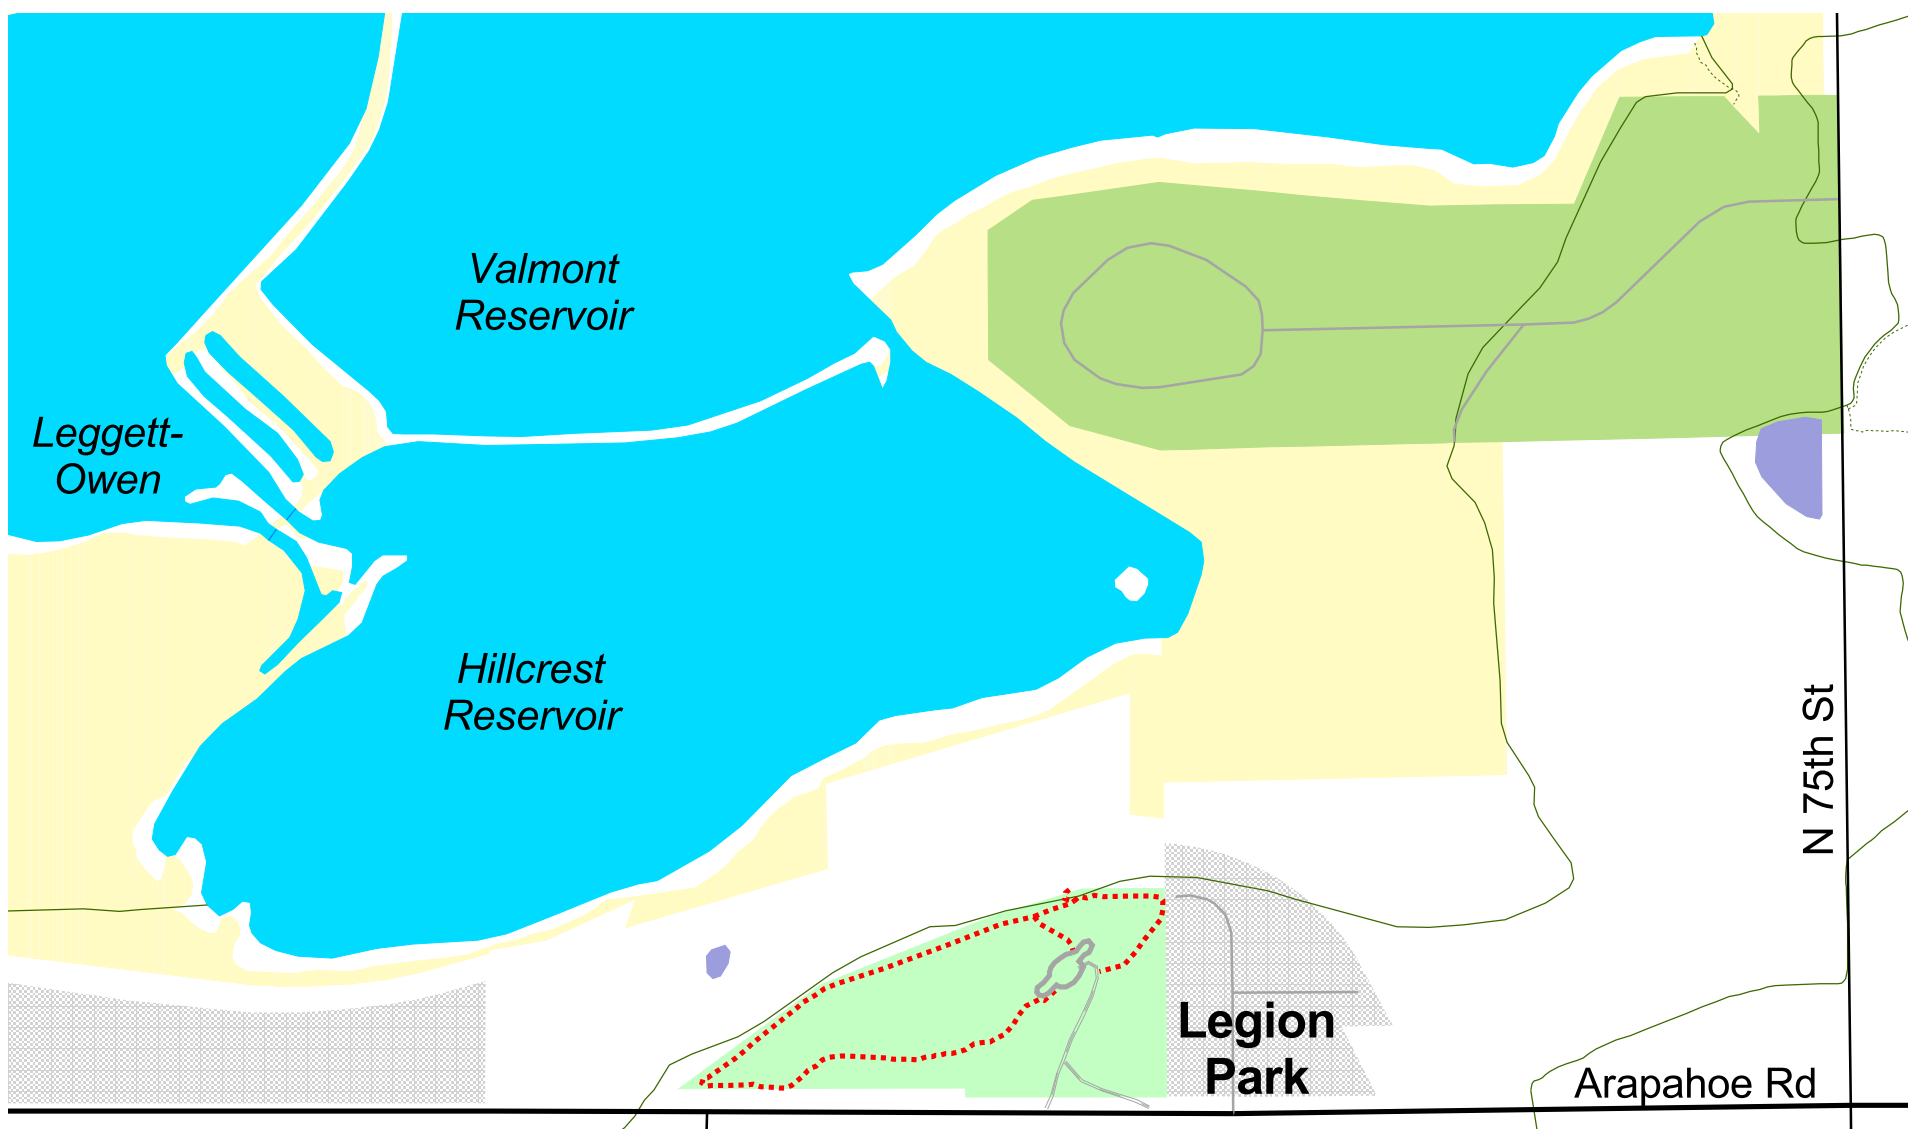 Valmont
Reservoir
Leggett-
Owen
Hillcrest
Reservoir
N 75th St
Legion
Park
Arapahoe Rd